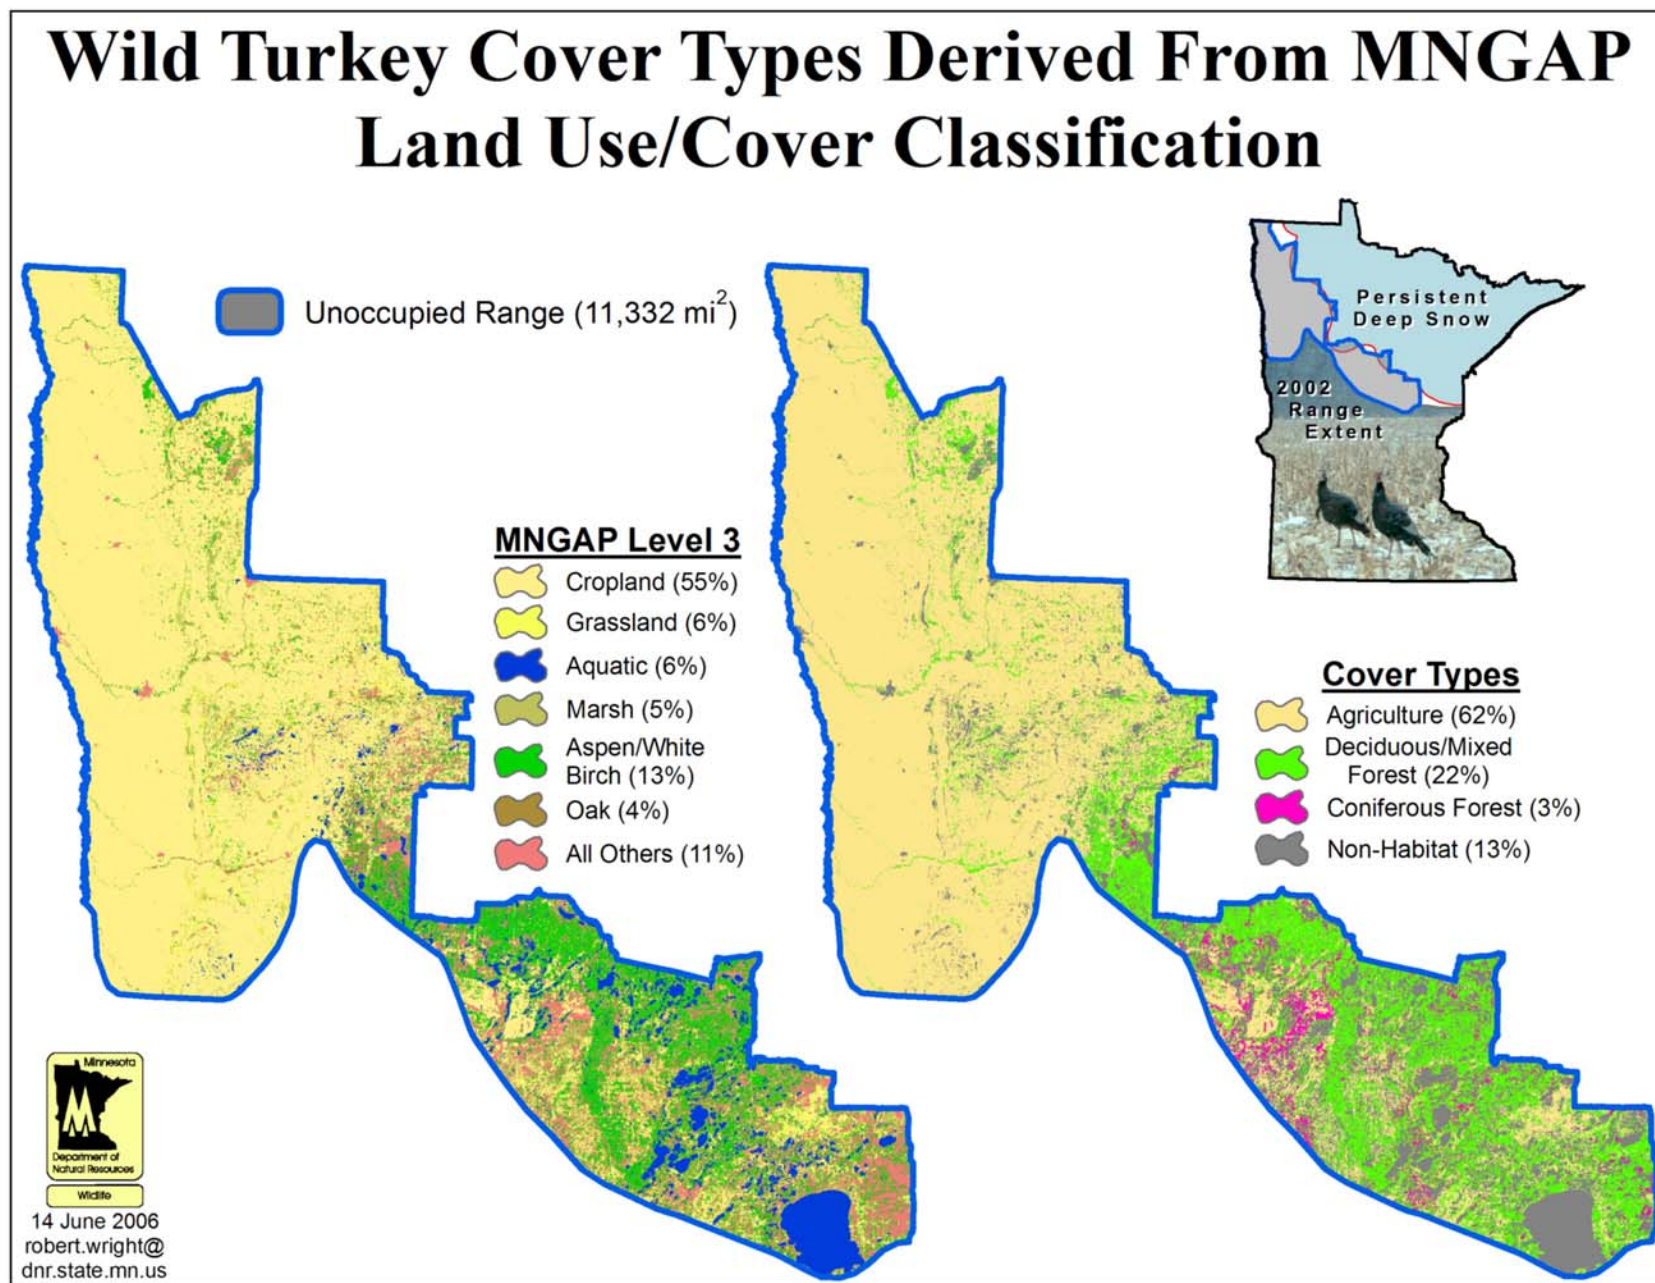 Wild Turkey Cover Types Derived From MNGAP
Land Use/Cover Classification
Unoccupied Range (11,332 mi²)
Persistent
Deep Snow
2002
Range
Extent
MNGAP Level 3
Cropland (55%)
Grassland (6%)
Aquatic (6%)
Marsh (5%)
Aspen/White
Birch (13%)
Oak (4%)
All Others (11%)
Cover Types
Agriculture (62%)
Deciduous/Mixed
Forest (22%)
Coniferous Forest (3%)
Non-Habitat (13%)
Minnesota
Department of
Natural Resources
Wildlife
14 June 2006
robert.wright@
dnr.state.mn.us